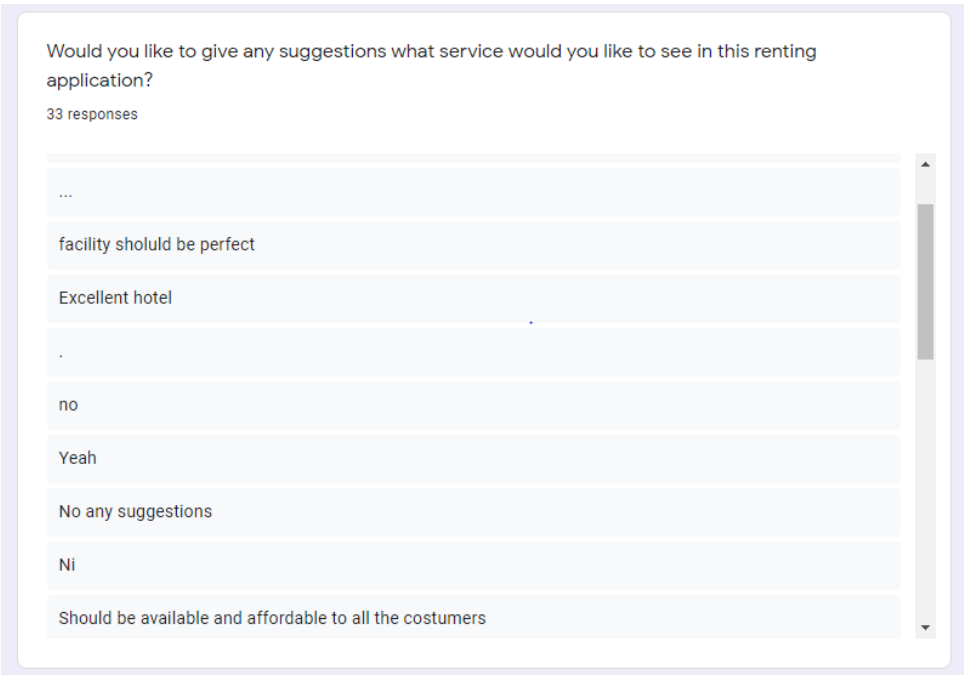 Would you like to give any suggestions what service would you like to see in this renting
application?
33 responses
...
facility sholuld be perfect
Excellent hotel
.
no
Yeah
No any suggestions
Ni
Should be available and affordable to all the costumers